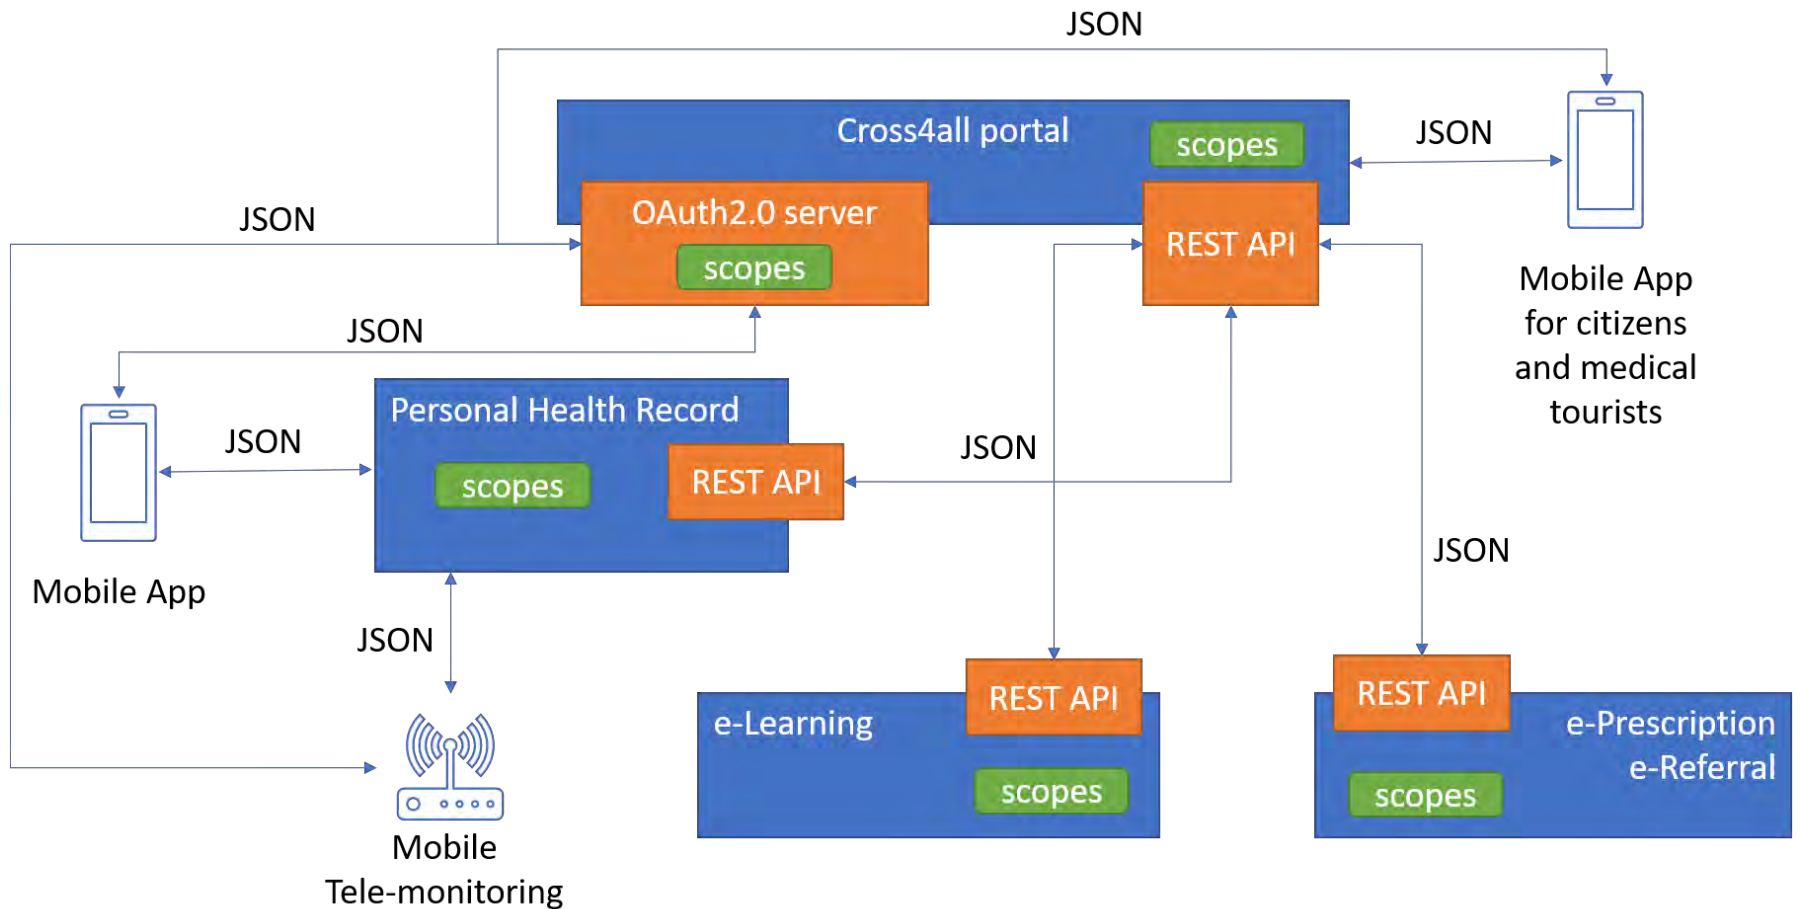 JSON
Cross4all portal
scopes
JSON
JSON
OAuth2.0 server
scopes
REST API
Mobile App
for citizens
and medical
tourists
JSON
Personal Health Record
JSON
scopes
REST API
JSON
Mobile App
JSON
JSON
REST API
e-Learning
scopes
REST API
e-Prescription
e-Referral
scopes
Mobile
Tele-monitoring